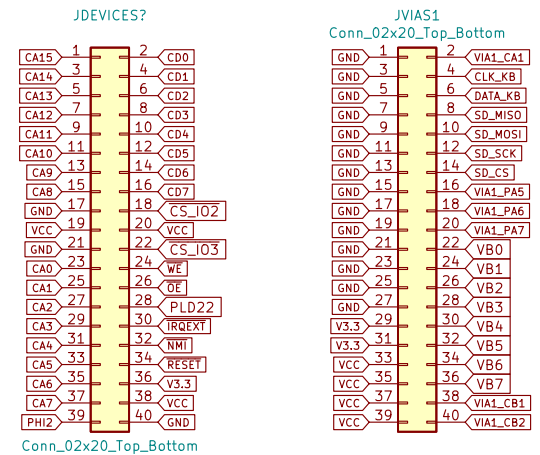 JDEVICES?
CA15 1 2 CD0
CA14 3 4 CD1
CA13 5 6 CD2
CA12 7 8 CD3
CA11 9 10 CD4
CA10 11 12 CD5
CA9 13 14 CD6
CA8 15 16 CD7
GND 17 18 CS_IO2
VCC 19 20 VCC
GND 21 22 CS_IO3
CA0 23 24 WE
CA1 25 26 OE
CA2 27 28 PLD22
CA3 29 30 IRQEXT
CA4 31 32 NMI
CA5 33 34 RESET
CA6 35 36 V3.3
CA7 37 38 VCC
PHI2 39 40 GND
Conn_02x20_Top_Bottom
JVIAS1
Conn_02x20_Top_Bottom
GND 1 2 VIA1_CA1
GND 3 4 CLK_KB
GND 5 6 DATA_KB
GND 7 8 SD_MISO
GND 9 10 SD_MOSI
GND 11 12 SD_SCK
GND 13 14 SD_CS
GND 15 16 VIA1_PA5
GND 17 18 VIA1_PA6
GND 19 20 VIA1_PA7
GND 21 22 VB0
GND 23 24 VB1
GND 25 26 VB2
GND 27 28 VB3
V3.3 29 30 VB4
V3.3 31 32 VB5
VCC 33 34 VB6
VCC 35 36 VB7
VCC 37 38 VIA1_CB1
VCC 39 40 VIA1_CB2